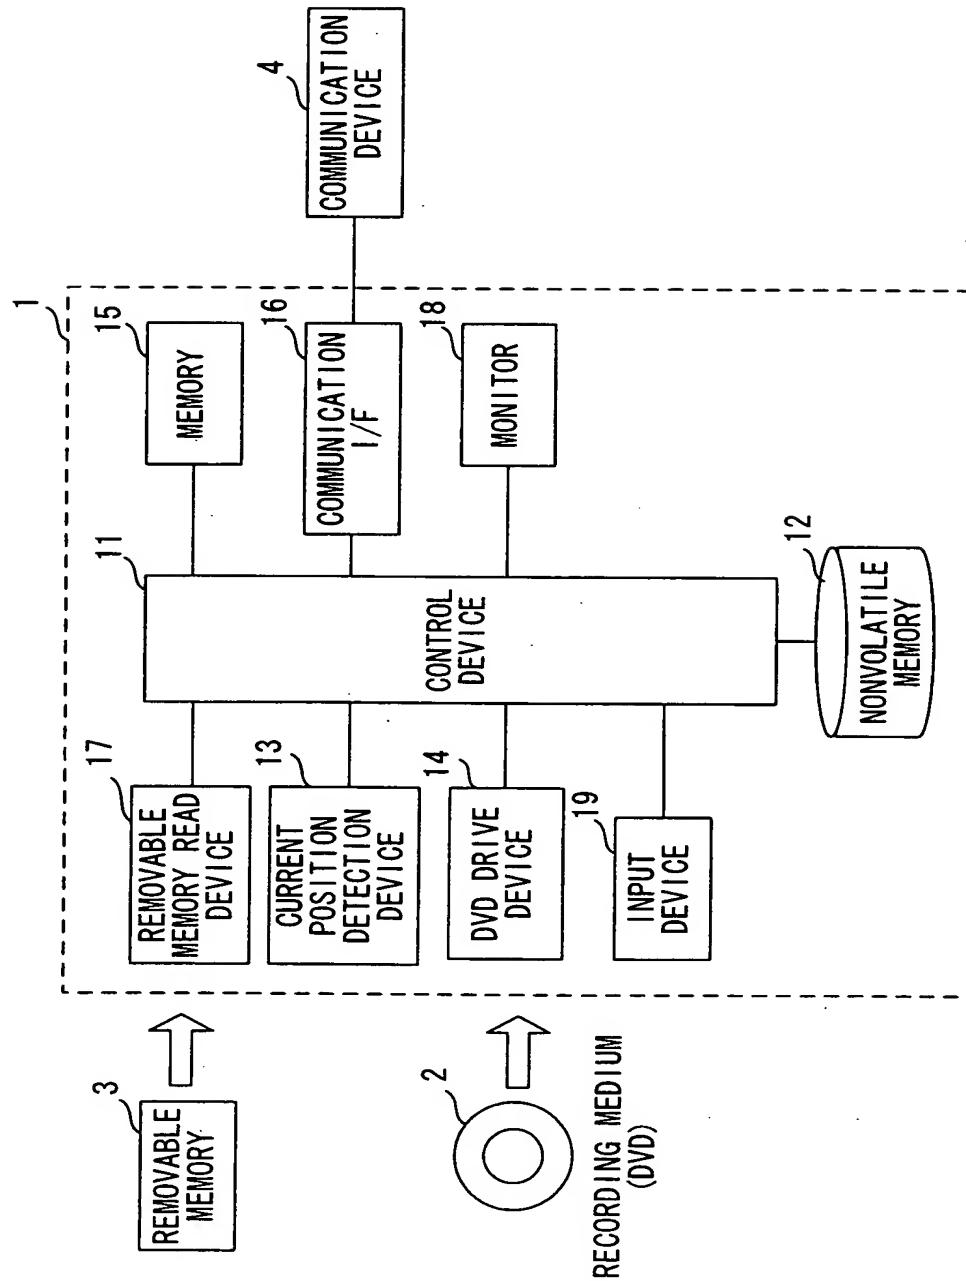 1
3
REMOVABLE
MEMORY
17
REMOVABLE
MEMORY READ
DEVICE
11
CONTROL
DEVICE
15
MEMORY
13
CURRENT
POSITION
DETECTION
DEVICE
16
COMMUNICATION
I/F
4
COMMUNICATION
DEVICE
2
RECORDING MEDIUM
(DVD)
14
DVD DRIVE
DEVICE
18
MONITOR
19
INPUT
DEVICE
12
NONVOLATILE
MEMORY